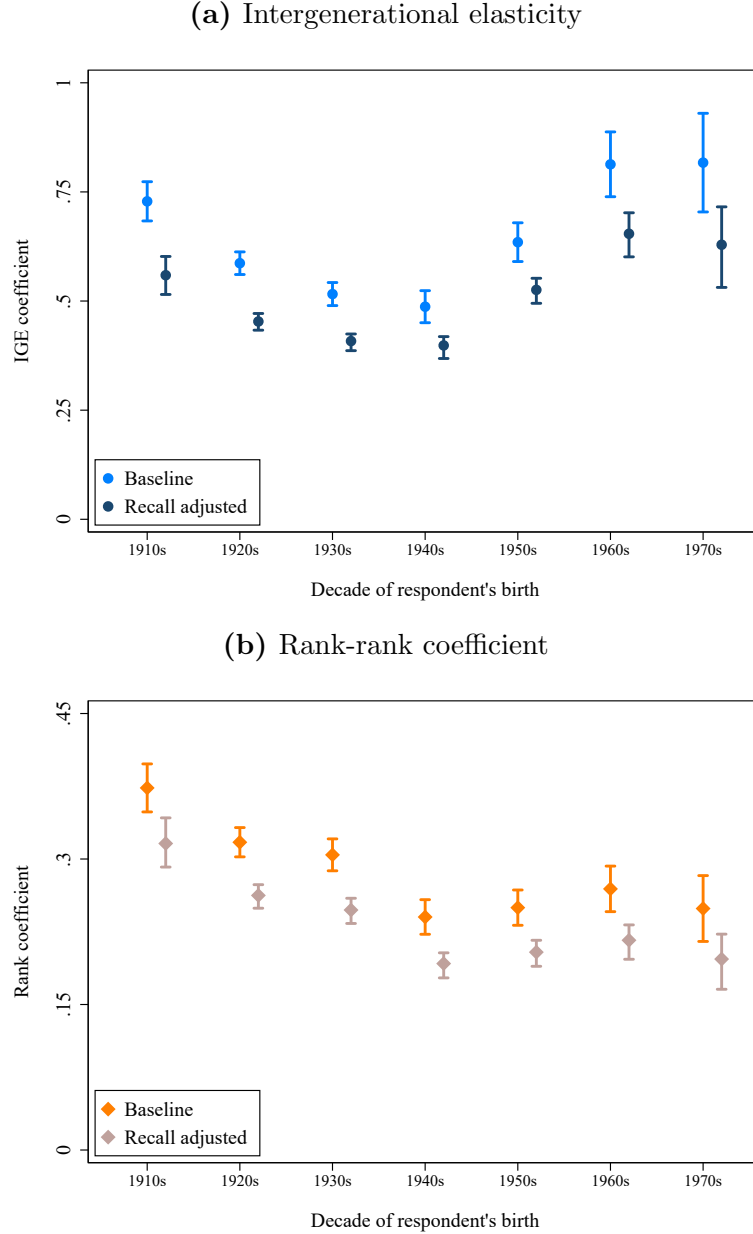 (a) Intergenerational elasticity
1
.75
.5
.25
0
IGE coefficient
Baseline
Recall adjusted
1910s 1920s 1930s 1940s 1950s 1960s 1970s
Decade of respondent's birth
(b) Rank-rank coefficient
.45
.3
.15
0
Rank coefficient
Baseline
Recall adjusted
1910s 1920s 1930s 1940s 1950s 1960s 1970s
Decade of respondent's birth